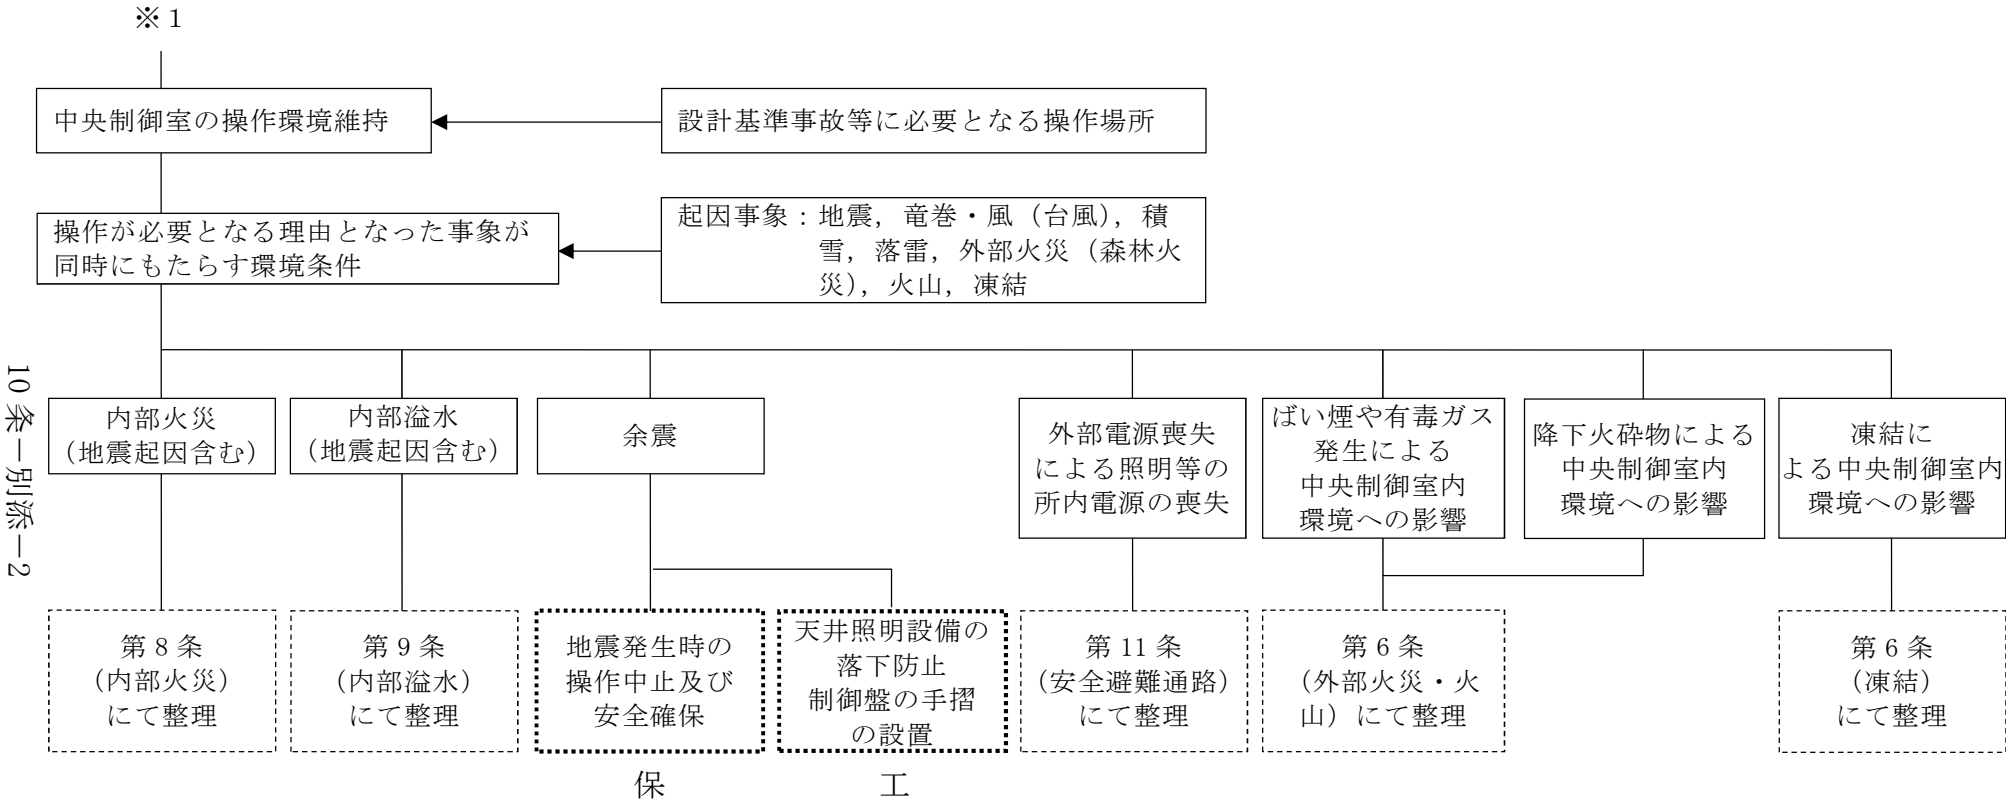 ※1
中央制御室の操作環境維持
設計基準事故等に必要となる操作場所
操作が必要となる理由となった事象が
同時にもたらす環境条件
起因事象：地震，竜巻・風（台風），積
雪，落雷，外部火災（森林火
災），火山，凍結
10条－別添－2
内部火災
（地震起因含む）
内部溢水
（地震起因含む）
余震
外部電源喪失
による照明等の
所内電源の喪失
ばい煙や有毒ガス
発生による
中央制御室内
環境への影響
降下火砕物による
中央制御室内
環境への影響
凍結に
よる中央制御室内
環境への影響
第8条
（内部火災）
にて整理
第9条
（内部溢水）
にて整理
地震発生時の
操作中止及び
安全確保
天井照明設備の
落下防止
制御盤の手摺
の設置
第11条
（安全避難通路）
にて整理
第6条
（外部火災・火
山）にて整理
第6条
（凍結）
にて整理
保
工